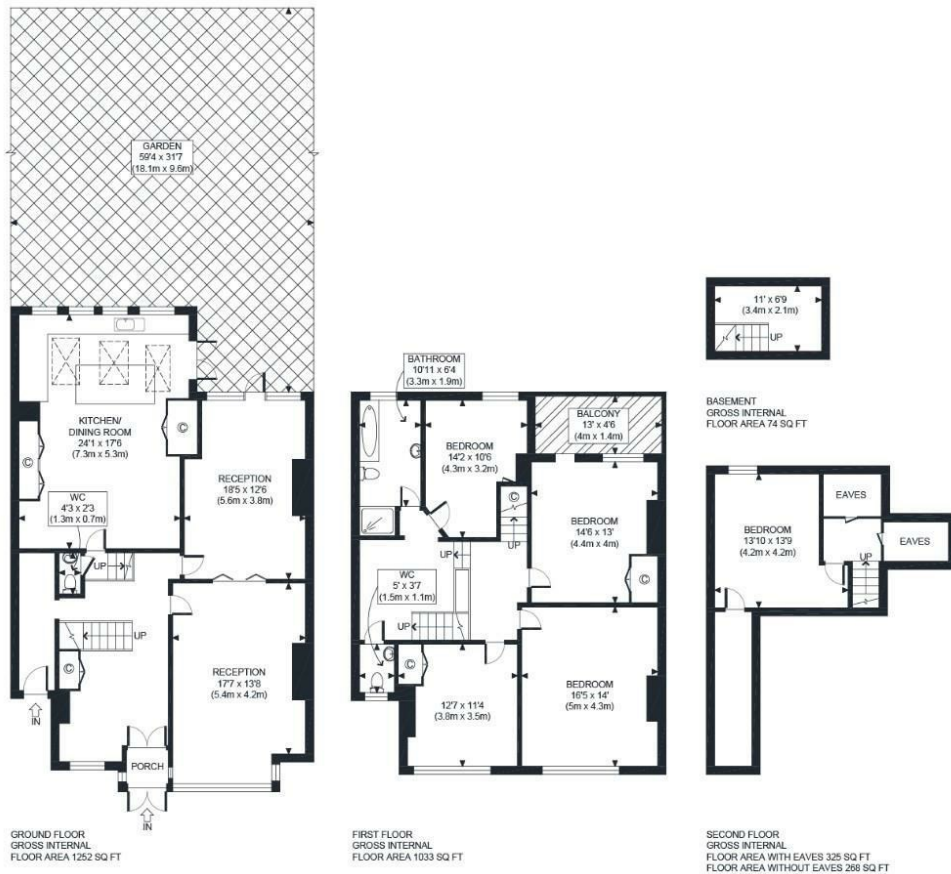 GARDEN
59'4 x 31'7
(18.1m x 9.6m)
KITCHEN/
DINING ROOM
24'1 x 17'6
(7.3m x 5.3m)
C
C
WC
4'3 x 2'3
(1.3m x 0.7m)
RECEPTION
18'5 x 12'6
(5.6m x 3.8m)
UP
UP
C
RECEPTION
17'7 x 13'8
(5.4m x 4.2m)
IN
PORCH
IN
GROUND FLOOR
GROSS INTERNAL
FLOOR AREA 1252 SQ FT
BATHROOM
10'11 x 6'4
(3.3m x 1.9m)
BEDROOM
14'2 x 10'6
(4.3m x 3.2m)
BALCONY
13' x 4'6
(4m x 1.4m)
C
UP
BEDROOM
14'6 x 13'
(4.4m x 4m)
C
UP
WC
5' x 3'7
(1.5m x 1.1m)
UP
C
12'7 x 11'4
(3.8m x 3.5m)
BEDROOM
16'5 x 14'
(5m x 4.3m)
FIRST FLOOR
GROSS INTERNAL
FLOOR AREA 1033 SQ FT
11' x 6'9
(3.4m x 2.1m)
UP
BASEMENT
GROSS INTERNAL
FLOOR AREA 74 SQ FT
BEDROOM
13'10 x 13'9
(4.2m x 4.2m)
EAVES
EAVES
UP
SECOND FLOOR
GROSS INTERNAL
FLOOR AREA WITH EAVES 325 SQ FT
FLOOR AREA WITHOUT EAVES 268 SQ FT